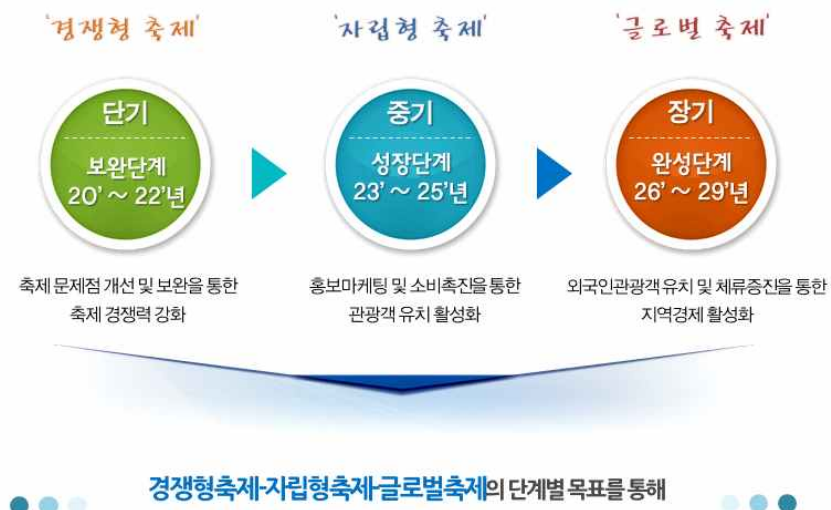 '경쟁형 축제' '자립형 축제' '글로벌 축제'
단기 중기 장기
보완단계 성장단계 완성단계
20' ~ 22'년 23' ~ 25'년 26' ~ 29'년
축제 문제점 개선 및 보완을 통한 홍보마케팅 및 소비촉진을 통한 외국인관광객 유치 및 체류증진을 통한
축제 경쟁력 강화 관광객 유치 활성화 지역경제 활성화
경쟁형축제-자립형축제-글로벌축제의 단계별 목표를 통해